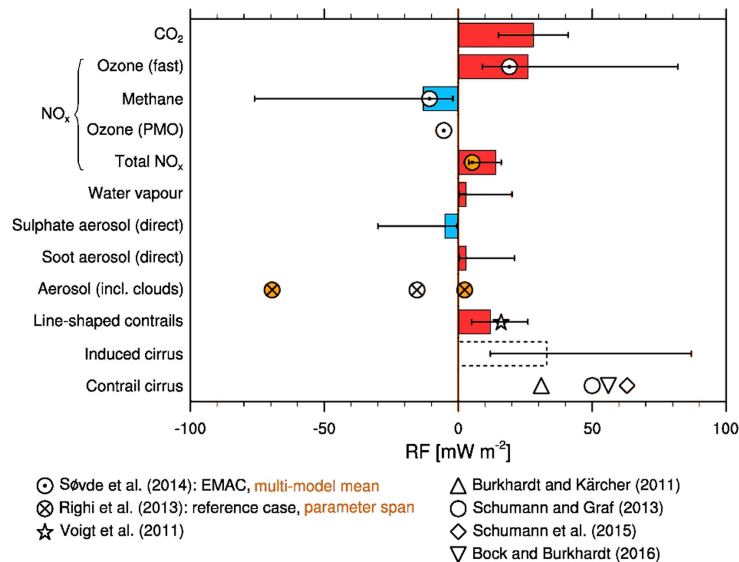 CO₂
Ozone (fast)
Methane
NOₓ
Ozone (PMO)
Total NOₓ
Water vapour
Sulphate aerosol (direct)
Soot aerosol (direct)
Aerosol (incl. clouds)
Line-shaped contrails
Induced cirrus
Contrail cirrus
-100 -50 0 50 100
RF [mW m⁻²]
Søvde et al. (2014): EMAC, multi-model mean
Righi et al. (2013): reference case, parameter span
Voigt et al. (2011)
Burkhardt and Kärcher (2011)
Schumann and Graf (2013)
Schumann et al. (2015)
Bock and Burkhardt (2016)